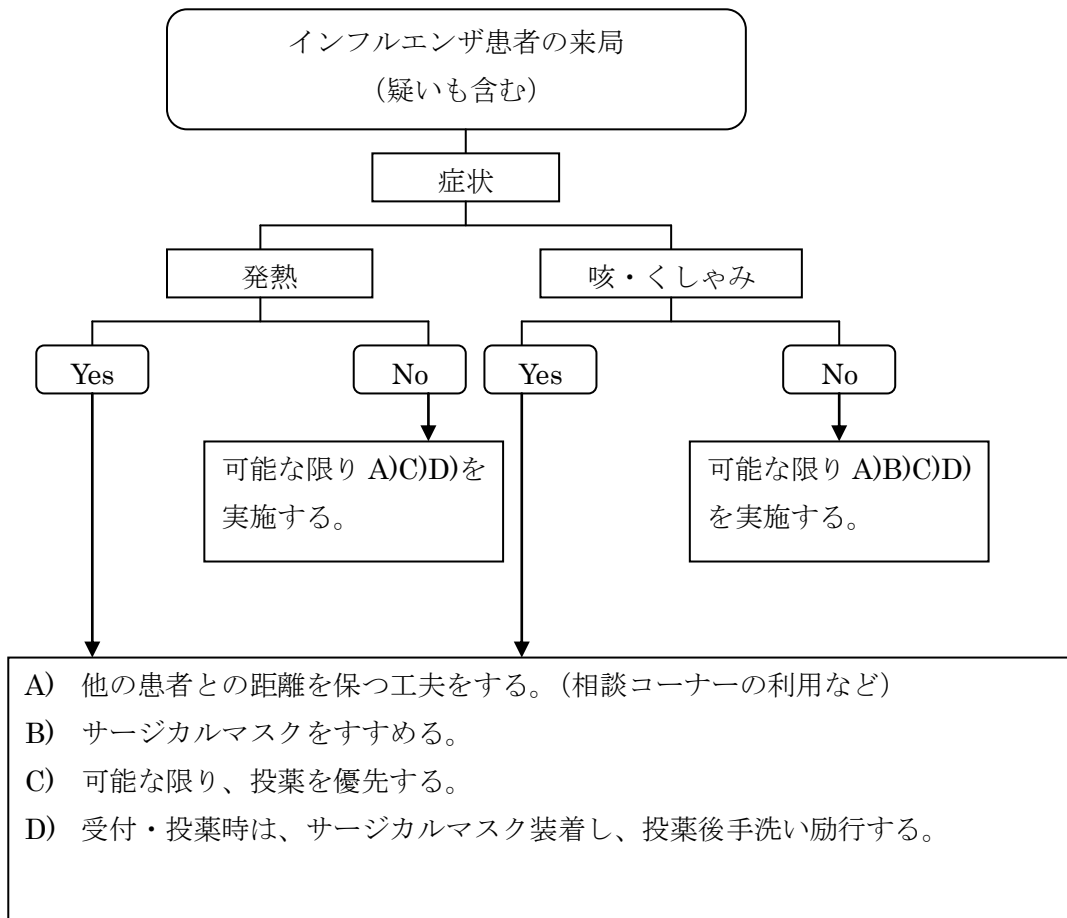 インフルエンザ患者の来局
（疑いも含む）
症状
発熱
咳・くしゃみ
Yes
No
Yes
No
可能な限り A)C)D)を
実施する。
可能な限り A)B)C)D)
を実施する。
A) 他の患者との距離を保つ工夫をする。（相談コーナーの利用など）
B) サージカルマスクをすすめる。
C) 可能な限り、投薬を優先する。
D) 受付・投薬時は、サージカルマスク装着し、投薬後手洗い励行する。